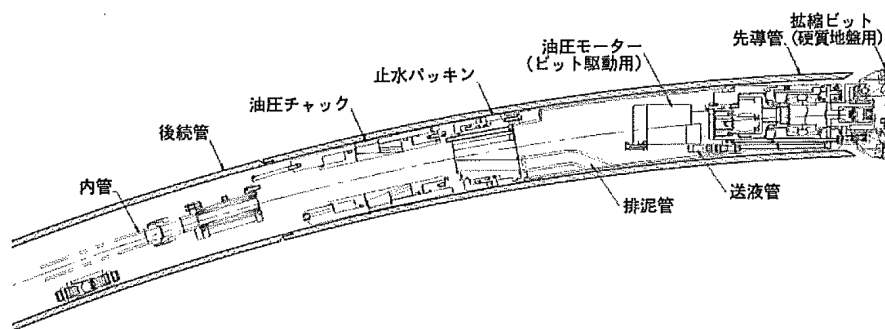 拡縮ビット
先導管(硬質地盤用)
油圧モーター
(ビット駆動用)
止水パッキン
油圧チャック
後続管
内管
送液管
排泥管